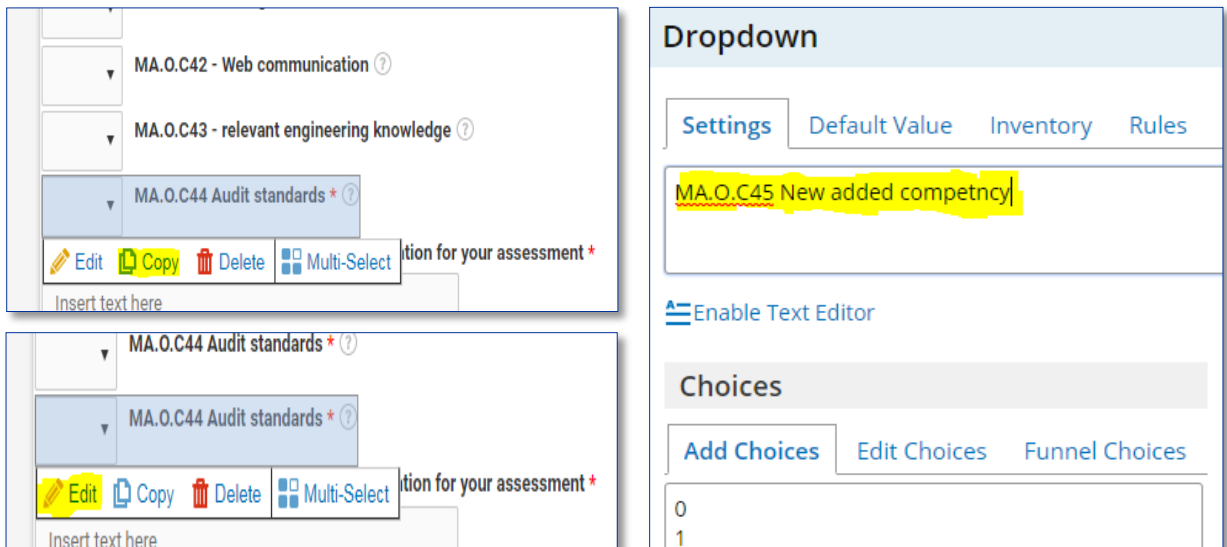 MA.O.C42 - Web communication ?
MA.O.C43 - relevant engineering knowledge ?
MA.O.C44 Audit standards * ?
Edit Copy Delete Multi-Select
for your assessment *
Insert text here
MA.O.C44 Audit standards * ?
MA.O.C44 Audit standards * ?
Edit Copy Delete Multi-Select
for your assessment *
Insert text here
Dropdown
Settings Default Value Inventory Rules
MA.O.C45 New added competncy
Enable Text Editor
Choices
Add Choices Edit Choices Funnel Choices
0
1